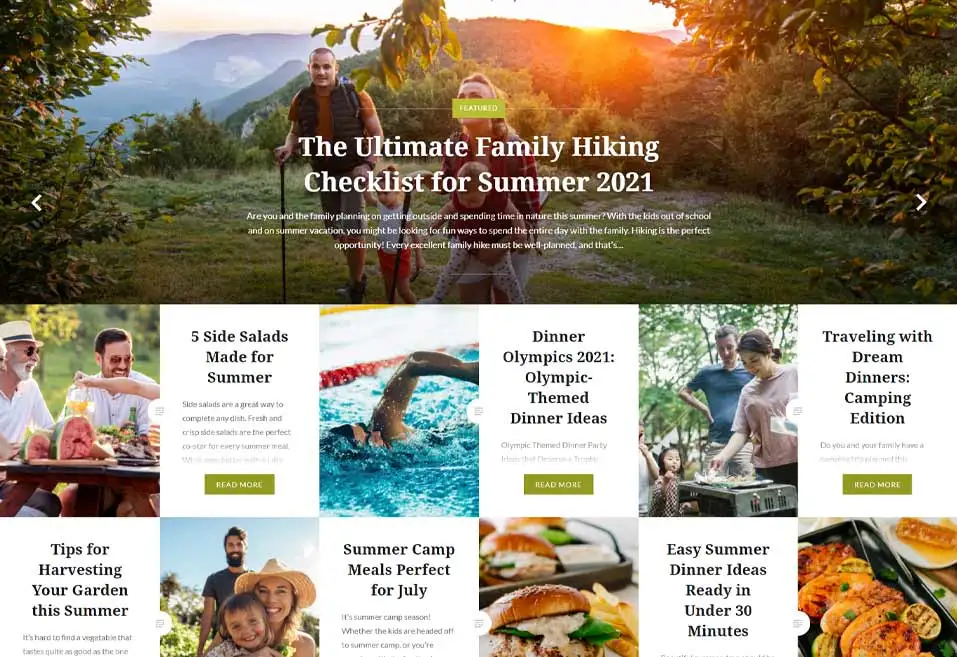 FEATURED
The Ultimate Family Hiking
Checklist for Summer 2021
Are you and the family planning on getting outside and spending time in nature this summer? With the kids out of school
and on summer vacation, you might be looking for fun ways to spend the entire day with the family. Hiking is the perfect
opportunity! Every excellent family hike must be well-planned, and that's...
5 Side Salads
Made for
Summer
Side salads are a great way to
complete any dish. Fresh and
crisp side salads are the perfect
co-star for every summer meal.
READ MORE
Dinner
Olympics 2021:
Olympic-
Themed
Dinner Ideas
Olympic Themed Dinner Party
Ideas that Deserve a Trophy
READ MORE
Traveling with
Dream
Dinners:
Camping
Edition
Do you and your family have a
camping trip planned this
READ MORE
Tips for
Harvesting
Your Garden
this Summer
It's hard to find a vegetable that
tastes quite as good as the one
Summer Camp
Meals Perfect
for July
It's summer camp season!
Whether the kids are headed off
to summer camp, or you're
Easy Summer
Dinner Ideas
Ready in
Under 30
Minutes